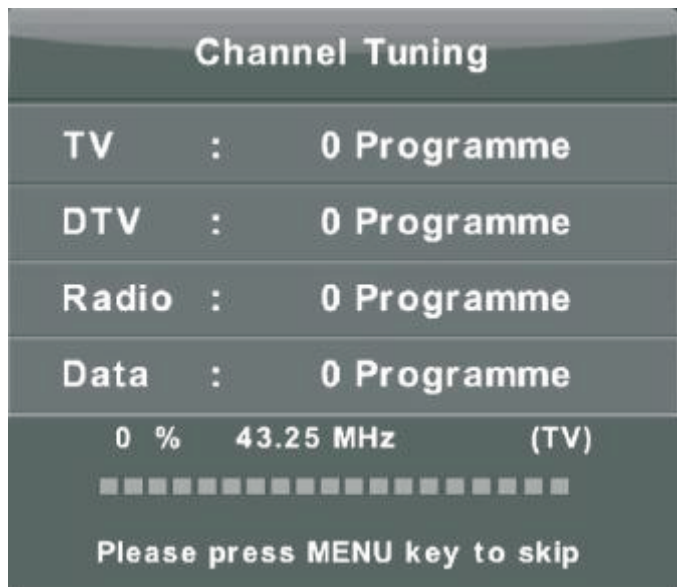 Channel Tuning
TV : 0 Programme
DTV : 0 Programme
Radio : 0 Programme
Data : 0 Programme
0 % 43.25 MHz (TV)
Please press MENU key to skip